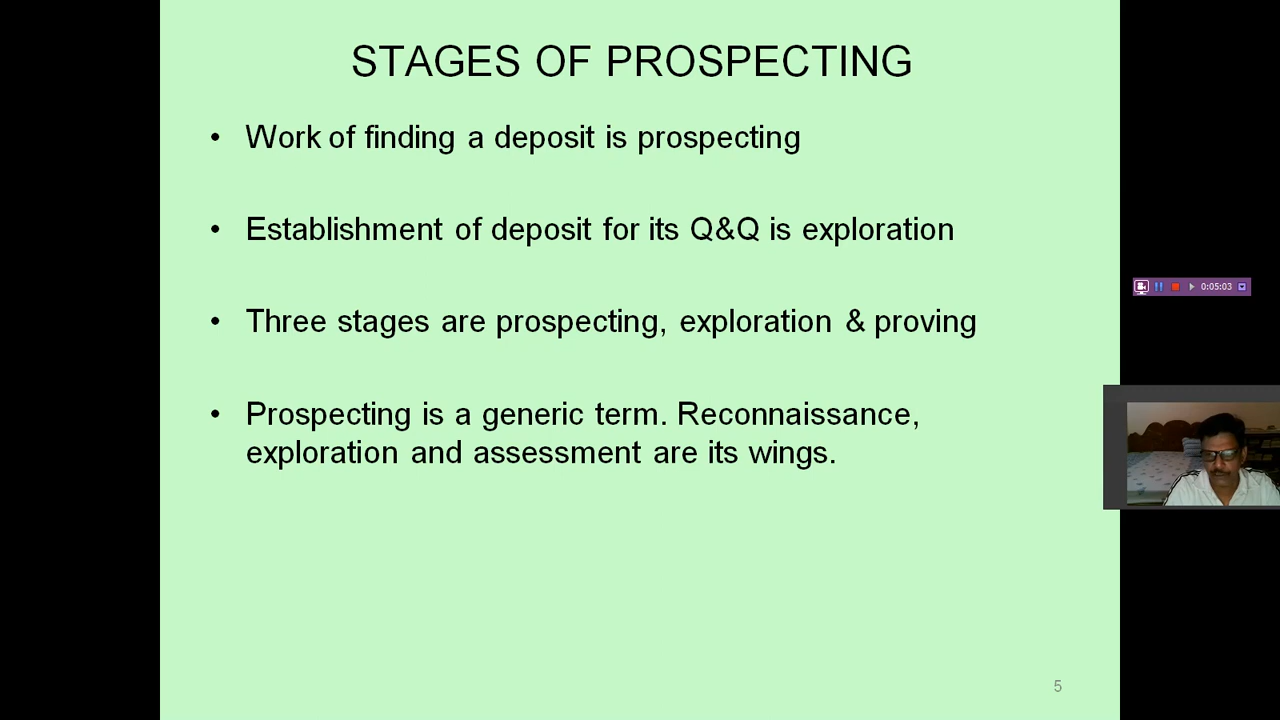 STAGES OF PROSPECTING
• Work of finding a deposit is prospecting
• Establishment of deposit for its Q&Q is exploration
• Three stages are prospecting, exploration & proving
• Prospecting is a generic term. Reconnaissance,
exploration and assessment are its wings.
0:05:03
5